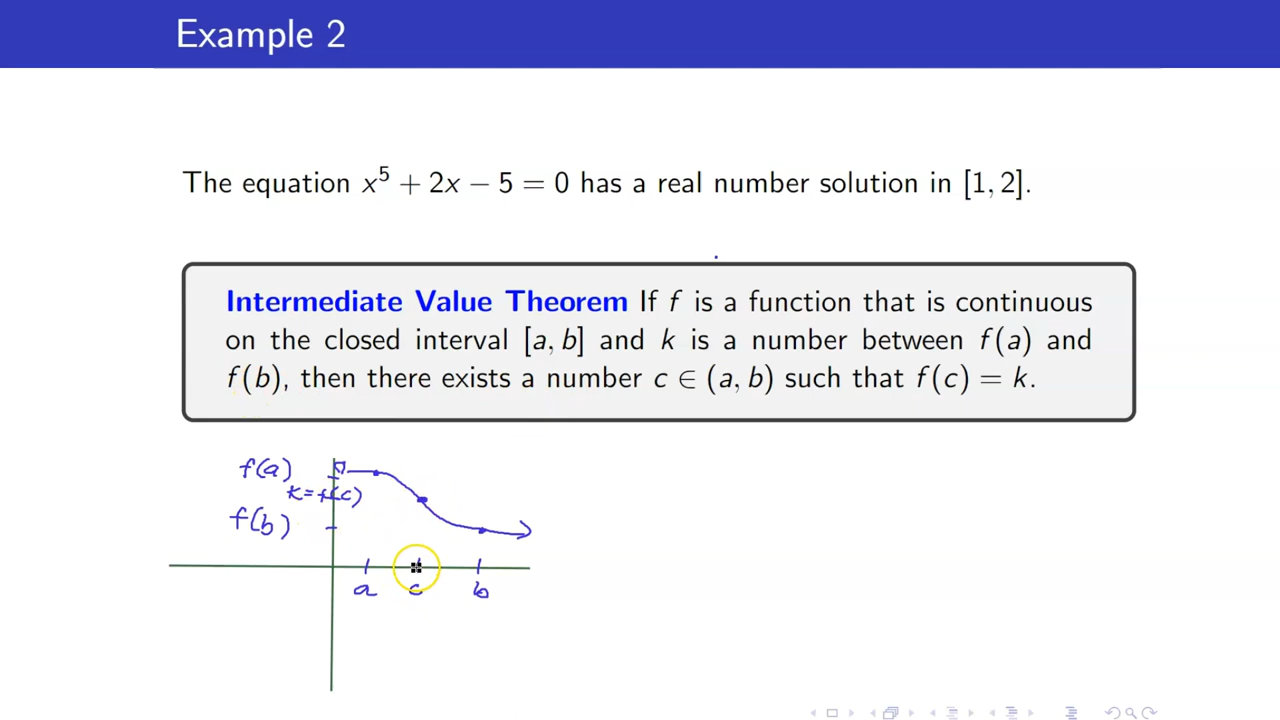 Example 2
The equation x⁵ + 2x − 5 = 0 has a real number solution in [1, 2].
Intermediate Value Theorem If f is a function that is continuous
on the closed interval [a, b] and k is a number between f(a) and
f(b), then there exists a number c ∈ (a, b) such that f(c) = k.
f(a)
k=f(c)
f(b)
a c b